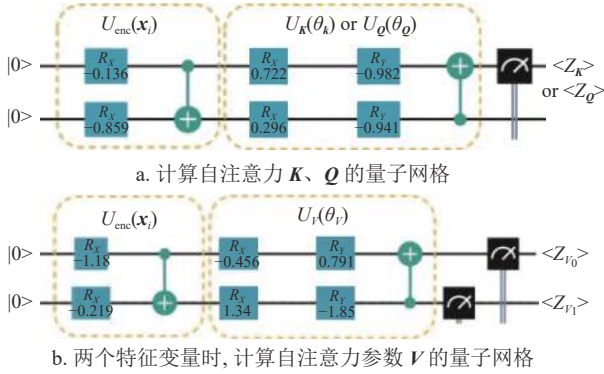 U_enc(x_i) U_K(θ_k) or U_Q(θ_Q)
|0⟩ R_X −0.136 R_X 0.722 R_Y −0.982 <Z_K>
or <Z_Q>
|0⟩ R_X −0.859 R_X 0.296 R_Y −0.941
a. 计算自注意力 K、Q 的量子网格
U_enc(x_i) U_V(θ_V)
|0⟩ R_X −1.18 R_X −0.456 R_Y 0.791 <Z_V0>
|0⟩ R_X −0.219 R_X 1.34 R_Y −1.85 <Z_V1>
b. 两个特征变量时, 计算自注意力参数 V 的量子网格